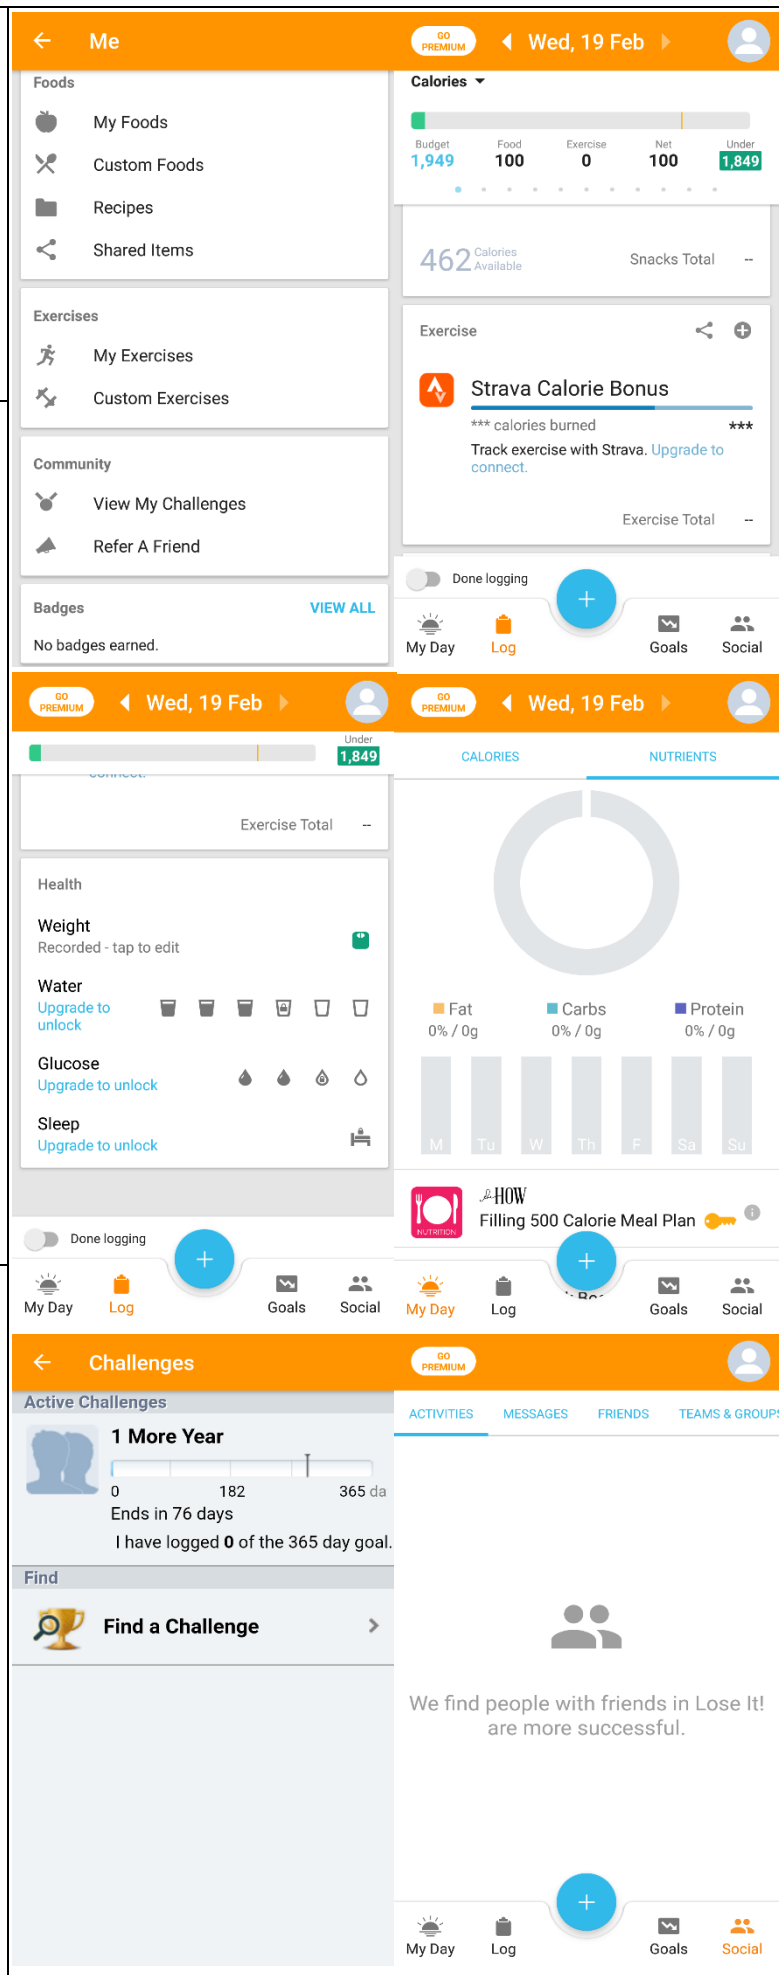 Me
Foods
My Foods
Custom Foods
Recipes
Shared Items
Exercises
My Exercises
Custom Exercises
Community
View My Challenges
Refer A Friend
Badges
VIEW ALL
No badges earned.
GO PREMIUM
Wed, 19 Feb
Calories
Budget Food Exercise Net Under
1,949 100 0 100 1,849
462 Calories Available
Snacks Total --
Exercise
Strava Calorie Bonus
*** calories burned ***
Track exercise with Strava. Upgrade to
connect.
Exercise Total --
Done logging
+
My Day Log Goals Social
GO PREMIUM
Wed, 19 Feb
Under
1,849
Exercise Total --
Health
Weight
Recorded - tap to edit
Water
Upgrade to
unlock
Glucose
Upgrade to unlock
Sleep
Upgrade to unlock
Done logging
+
My Day Log Goals Social
GO PREMIUM
Wed, 19 Feb
CALORIES NUTRIENTS
Fat Carbs Protein
0% / 0g 0% / 0g 0% / 0g
M Tu W Th F Sa Su
NUTRITION
HOW
Filling 500 Calorie Meal Plan
+
My Day Log Goals Social
Challenges
Active Challenges
1 More Year
0 182 365 da
Ends in 76 days
I have logged 0 of the 365 day goal.
Find
Find a Challenge
GO PREMIUM
ACTIVITIES MESSAGES FRIENDS TEAMS & GROUPS
We find people with friends in Lose It!
are more successful.
+
My Day Log Goals Social